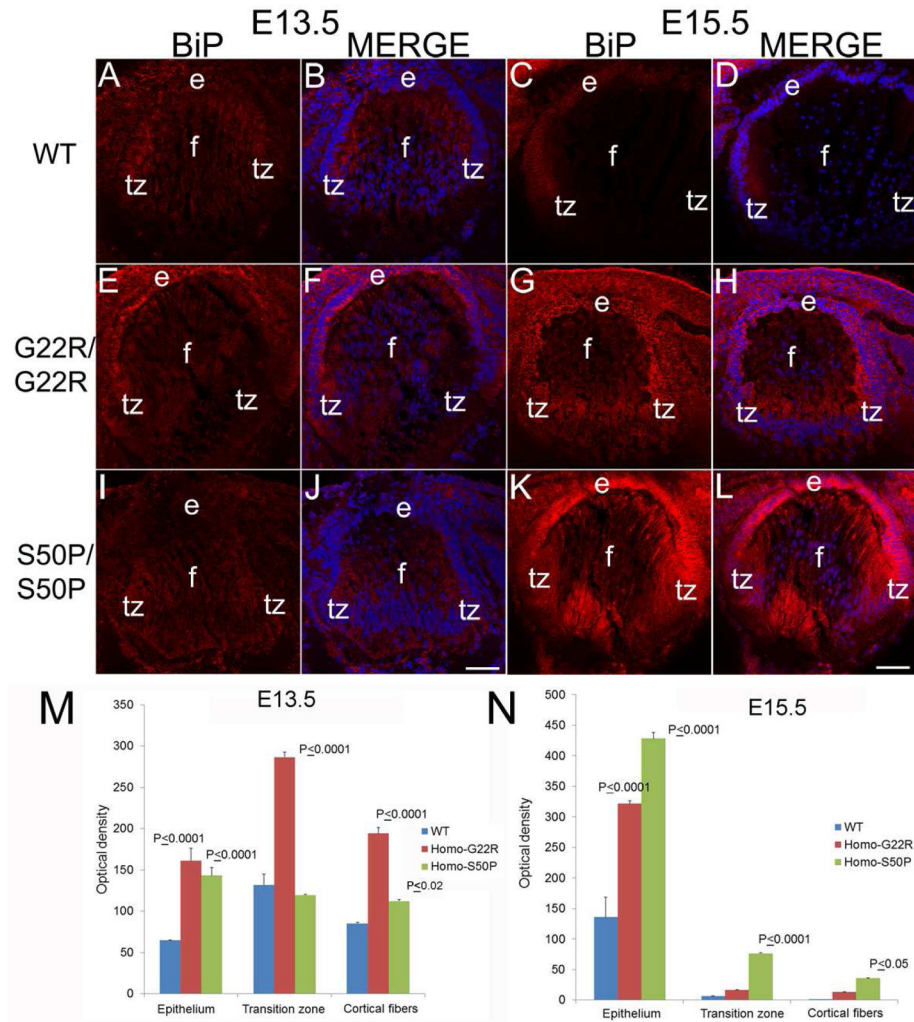 E13.5 E15.5
BiP MERGE BiP MERGE
WT
A e f tz tz
B e f tz tz
C e f tz tz
D e f tz tz
G22R/
G22R
E e f tz tz
F e f tz tz
G e f tz tz
H e f tz tz
S50P/
S50P
I e f tz tz
J e f tz tz
K e f tz tz
L e f tz tz
M
E13.5
Optical density
350
300
250
200
150
100
50
0
P≤0.0001
P≤0.0001
P≤0.0001
P≤0.0001
P≤0.02
WT
Homo-G22R
Homo-S50P
Epithelium Transition zone Cortical fibers
N
E15.5
Optical density
500
450
400
350
300
250
200
150
100
50
0
P≤0.0001
P≤0.0001
P≤0.0001
P≤0.05
WT
Homo-G22R
Homo-S50P
Epithelium Transition zone Cortical fibers